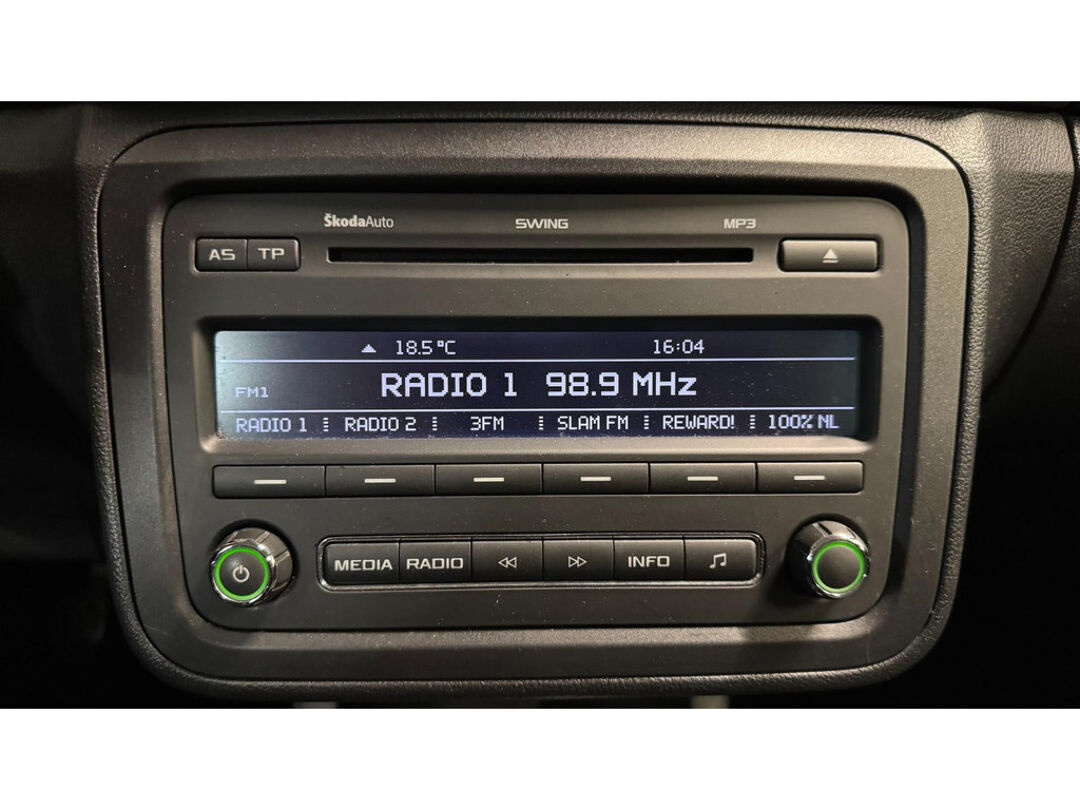 ŠkodaAuto SWING MP3
AS TP
18.5°C 16:04
FM1 RADIO 1 98.9 MHz
RADIO 1 RADIO 2 3FM SLAM FM REWARD! 100% NL
MEDIA RADIO INFO